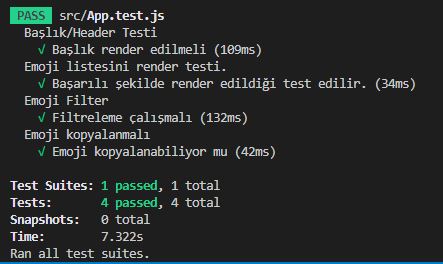 PASS src/App.test.js
Başlık/Header Testi
√ Başlık render edilmeli (109ms)
Emoji listesini render testi.
√ Başarılı şekilde render edildiği test edilir. (34ms)
Emoji Filter
√ Filtreleme çalışmalı (132ms)
Emoji kopyalanmalı
√ Emoji kopyalanabiliyor mu (42ms)
Test Suites: 1 passed, 1 total
Tests: 4 passed, 4 total
Snapshots: 0 total
Time: 7.322s
Ran all test suites.